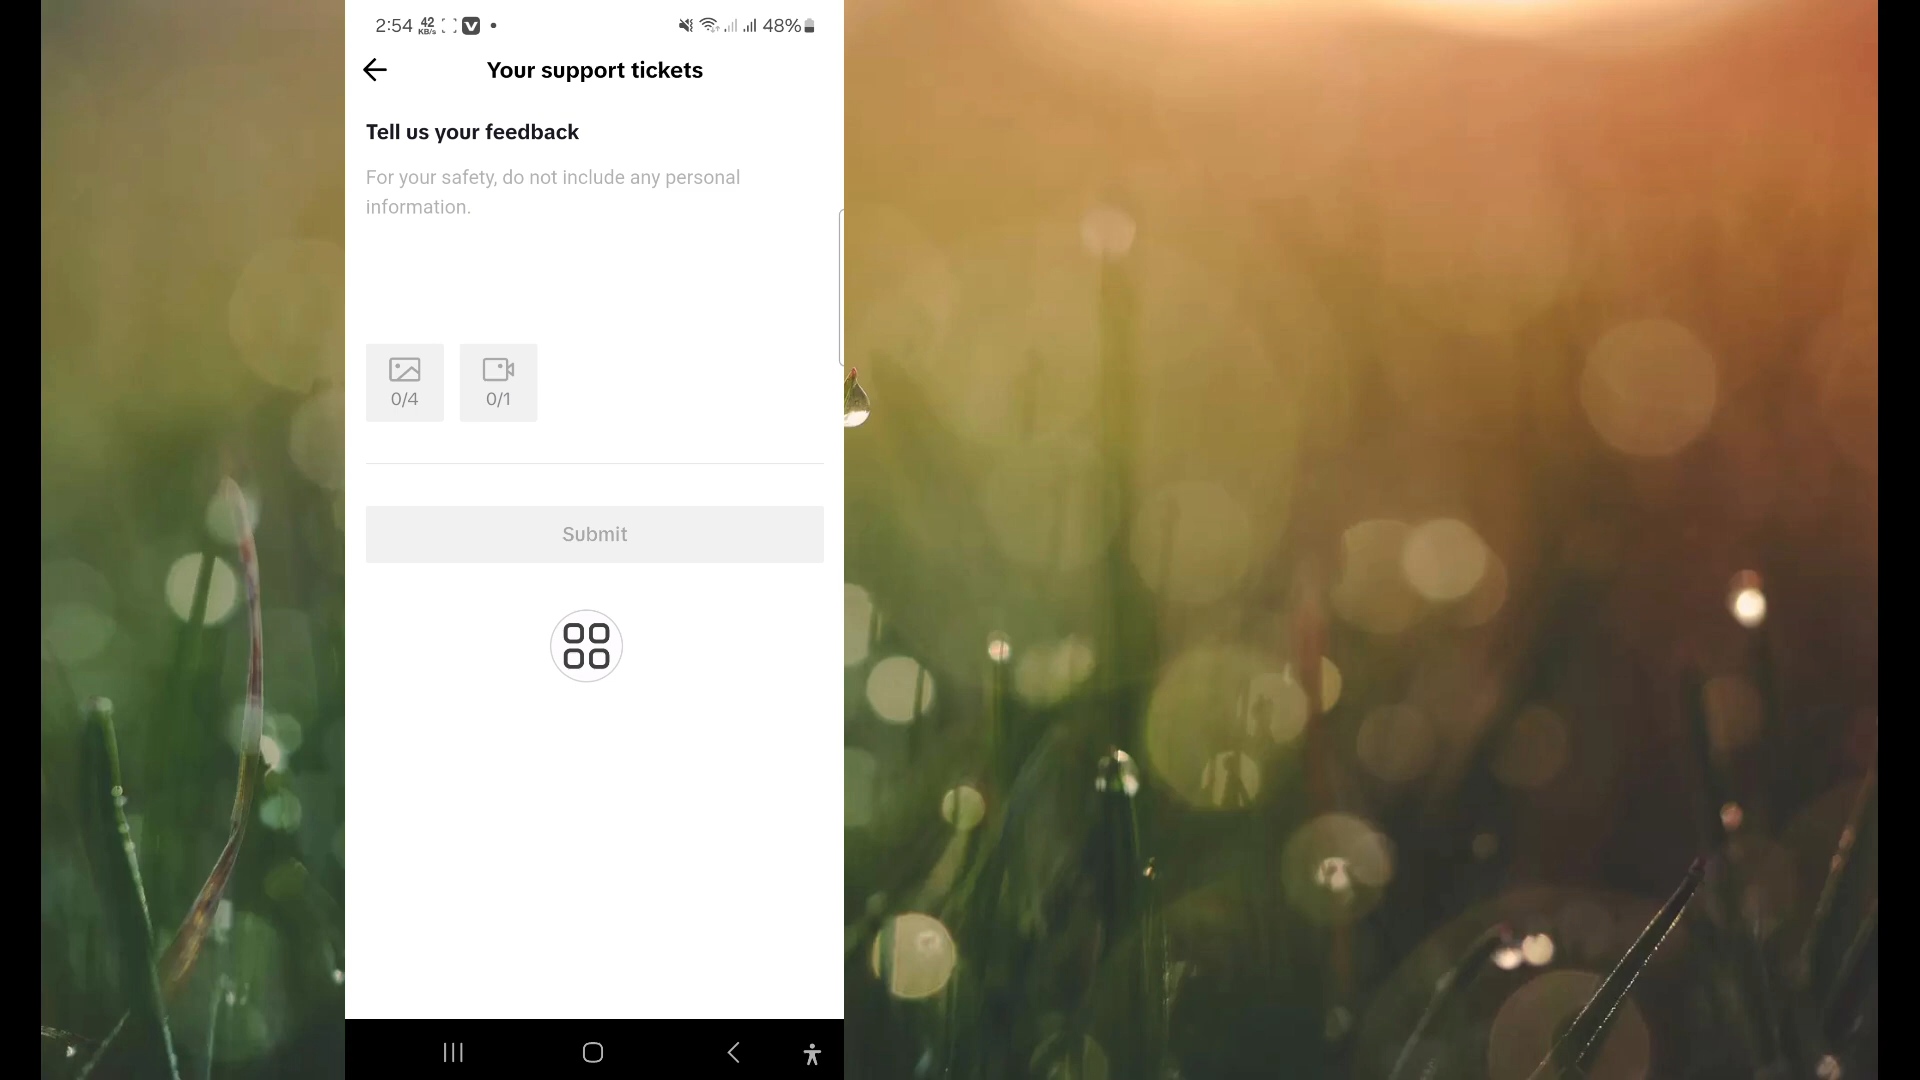 2:54 42 KB/s V 48%
Your support tickets
Tell us your feedback
For your safety, do not include any personal
information.
0/4 0/1
Submit